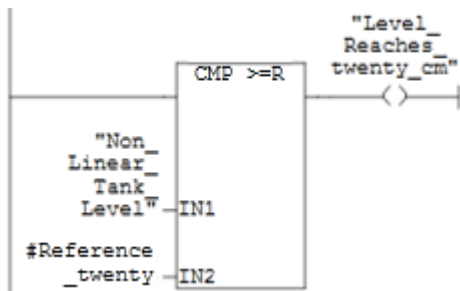 "Level_
Reaches_
twenty_cm"
CMP >=R
"Non_
Linear_
Tank_
Level"
IN1
#Reference
_twenty
IN2